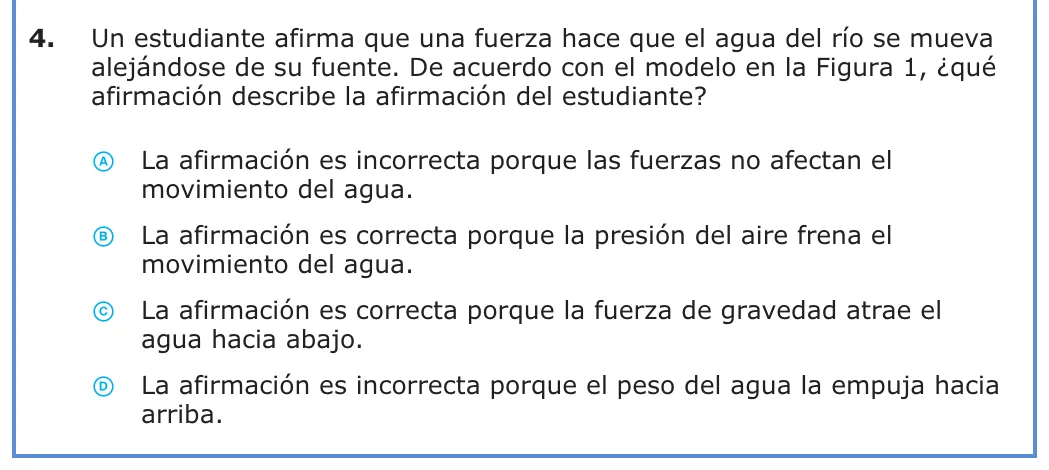 4. Un estudiante afirma que una fuerza hace que el agua del río se mueva
alejándose de su fuente. De acuerdo con el modelo en la Figura 1, ¿qué
afirmación describe la afirmación del estudiante?
A La afirmación es incorrecta porque las fuerzas no afectan el
movimiento del agua.
B La afirmación es correcta porque la presión del aire frena el
movimiento del agua.
C La afirmación es correcta porque la fuerza de gravedad atrae el
agua hacia abajo.
D La afirmación es incorrecta porque el peso del agua la empuja hacia
arriba.